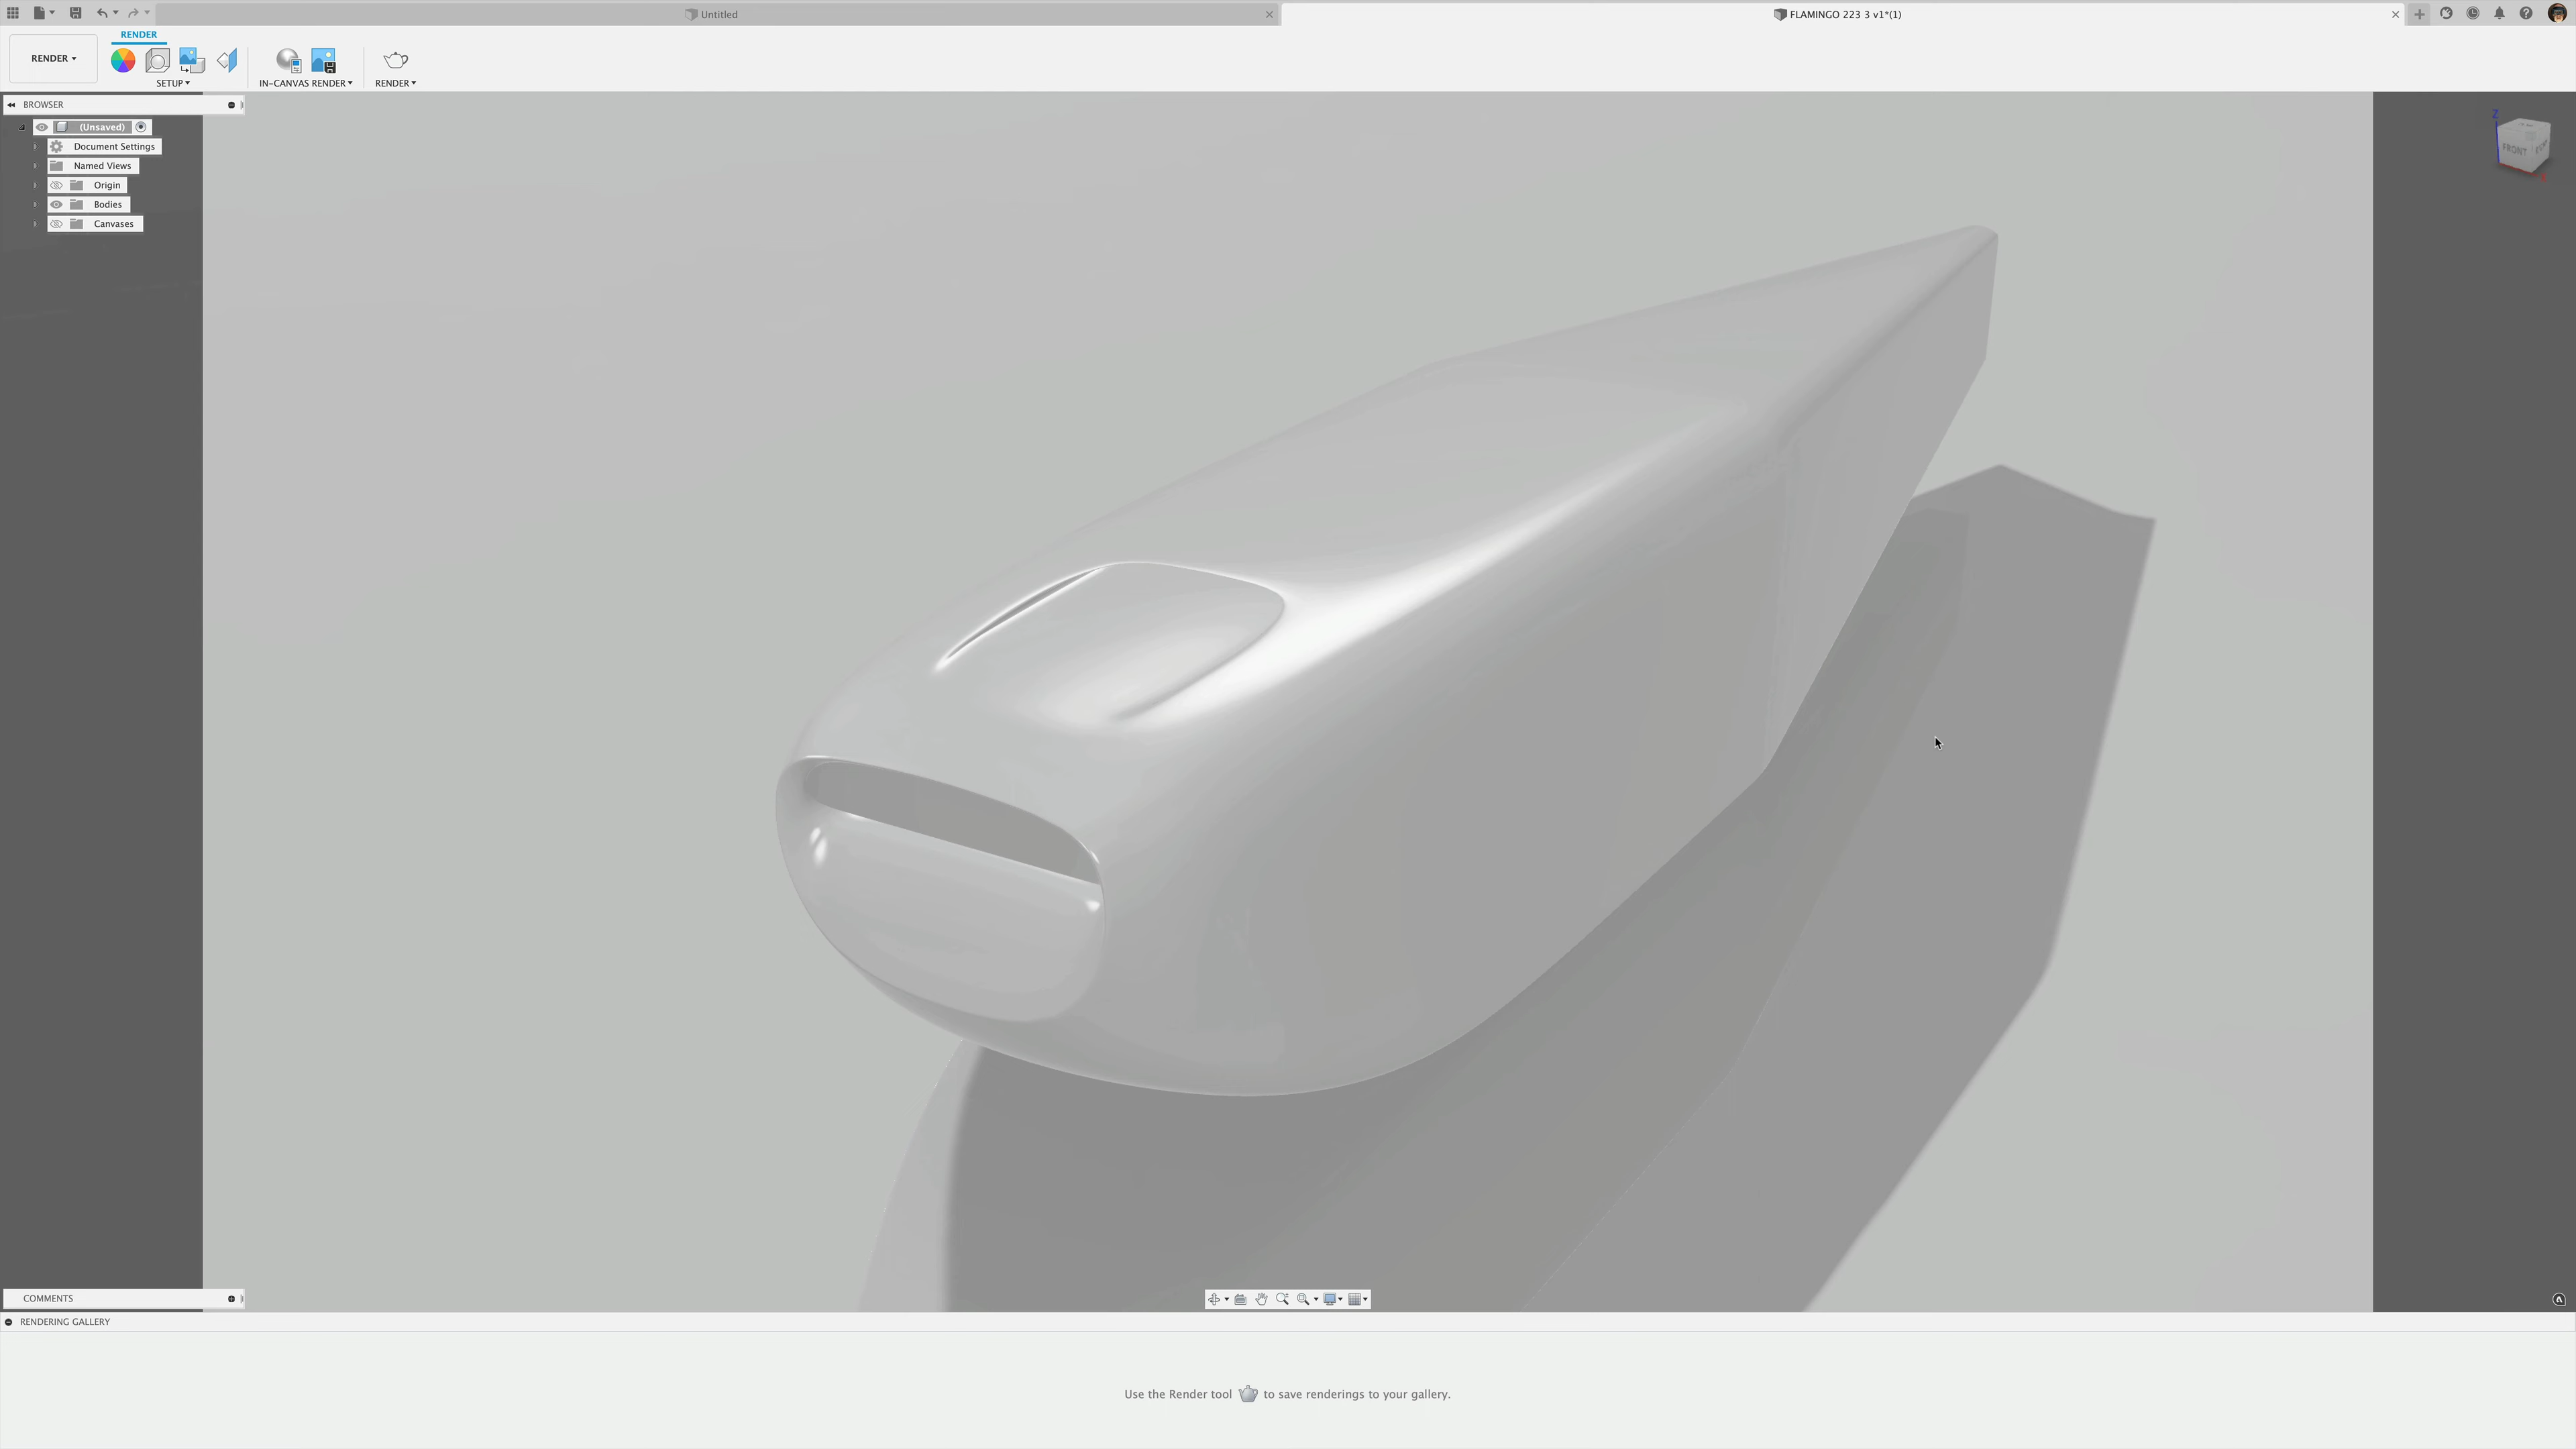 Untitled
FLAMINGO 223 3 v1*(1)
RENDER
RENDER
SETUP
IN-CANVAS RENDER
RENDER
BROWSER
(Unsaved)
Document Settings
Named Views
Origin
Bodies
Canvases
Z
FRONT
COMMENTS
RENDERING GALLERY
Use the Render tool to save renderings to your gallery.